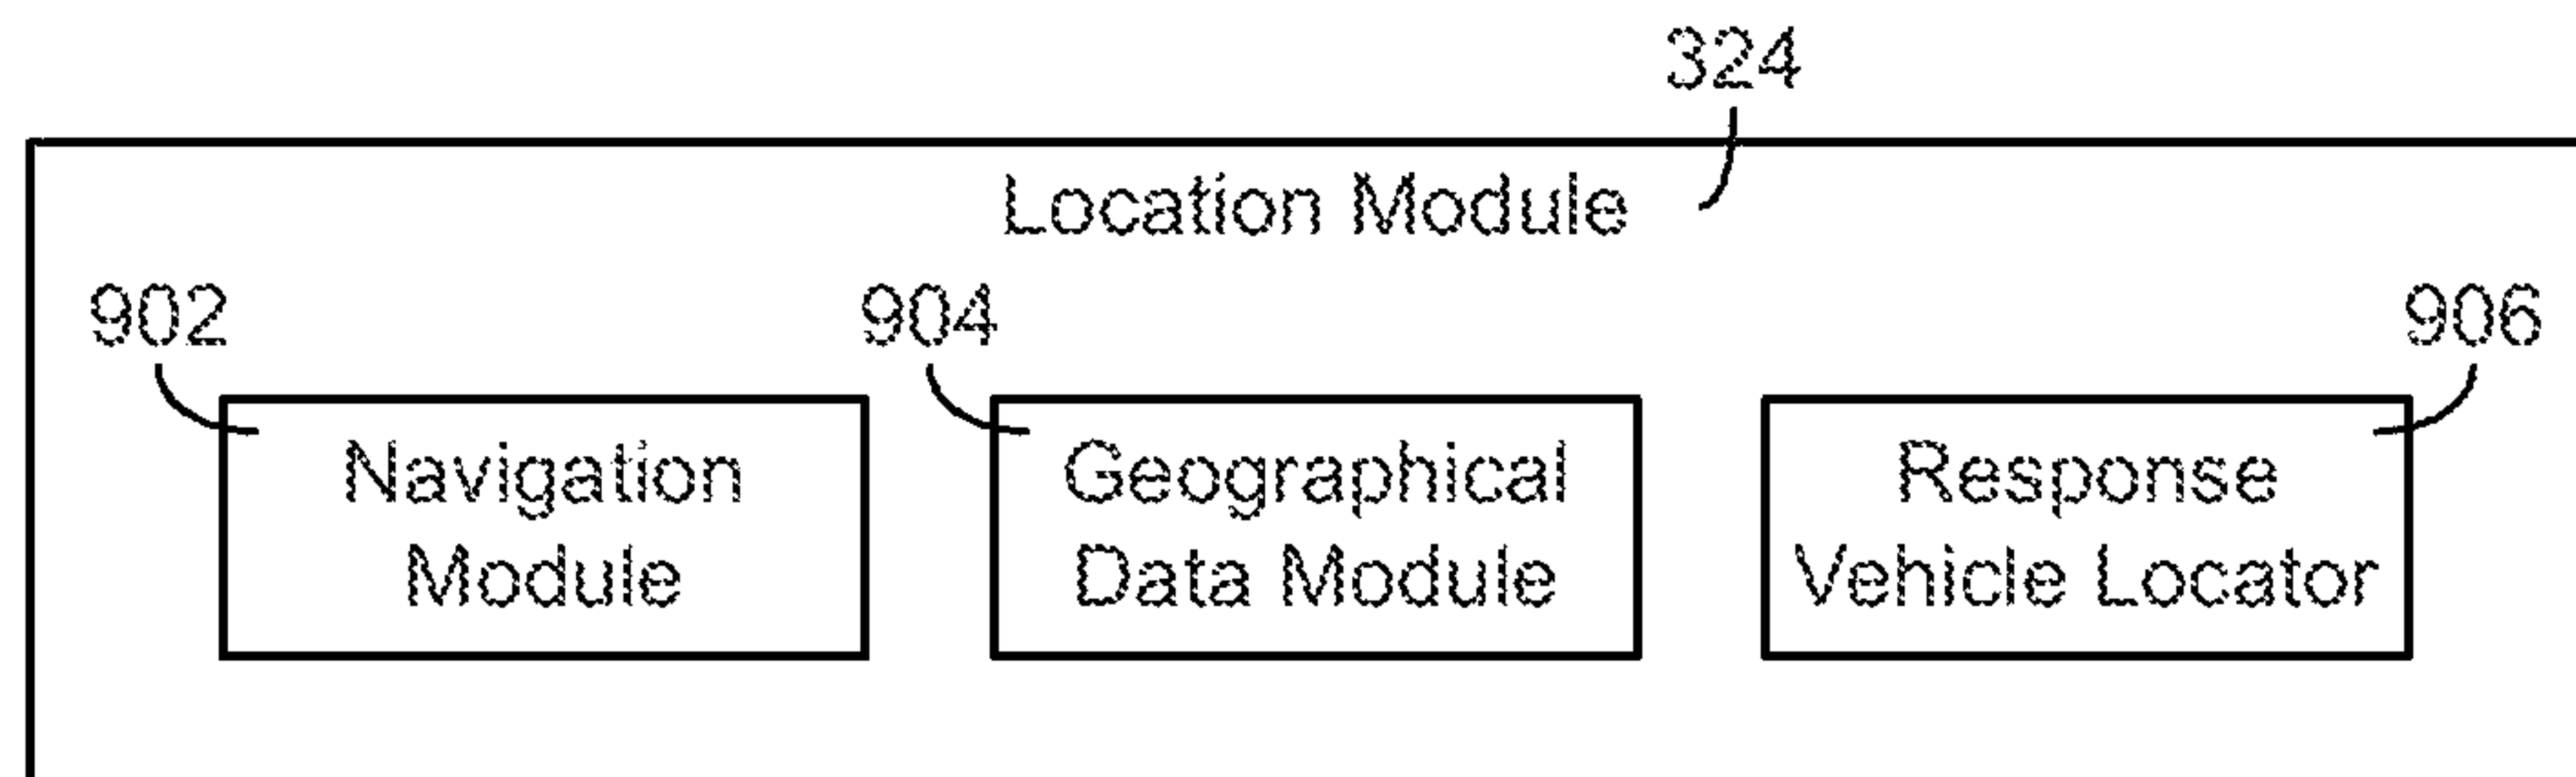 324
Location Module
902
904
906
Navigation
Module
Geographical
Data Module
Response
Vehicle Locator